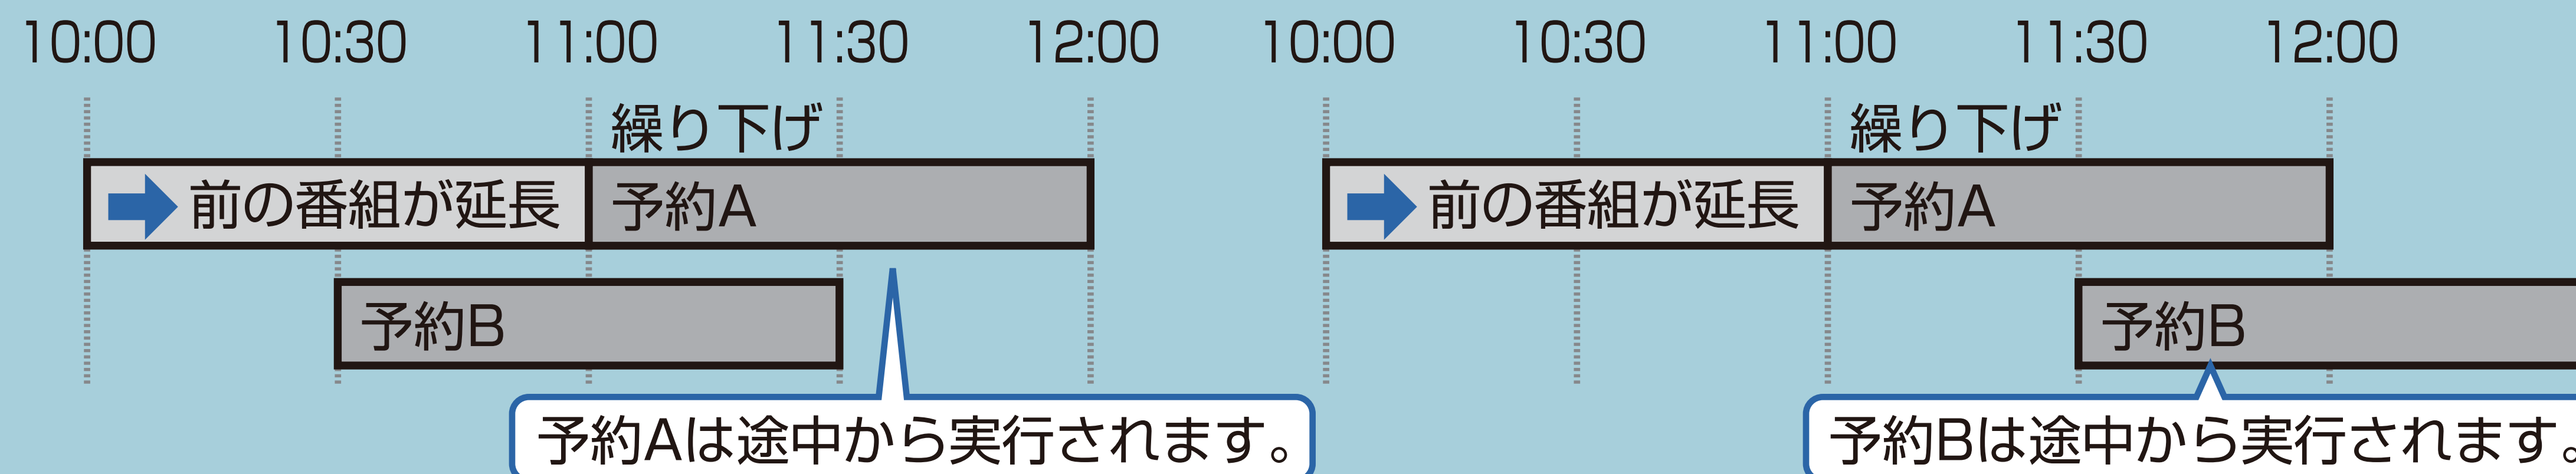 10:00 10:30 11:00 11:30 12:00 10:00 10:30 11:00 11:30 12:00
繰り下げ 繰り下げ
前の番組が延長 予約A 前の番組が延長 予約A
予約B 予約B
予約Aは途中から実行されます。 予約Bは途中から実行されます。